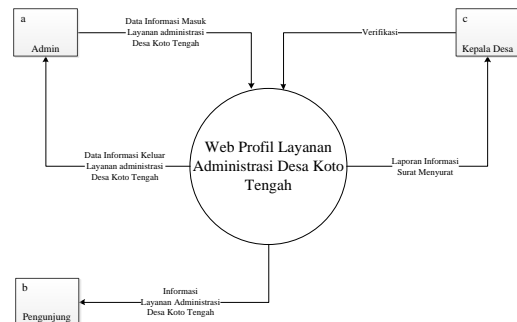 a
Admin
Data Informasi Masuk
Layanan administrasi
Desa Koto Tengah
Verifikasi
c
Kepala Desa
Web Profil Layanan
Administrasi Desa Koto
Tengah
Data Informasi Keluar
Layanan administrasi
Desa Koto Tengah
Laporan Informasi
Surat Menyurat
b
Pengunjung
Informasi
Layanan Administrasi
Desa Koto Tengah